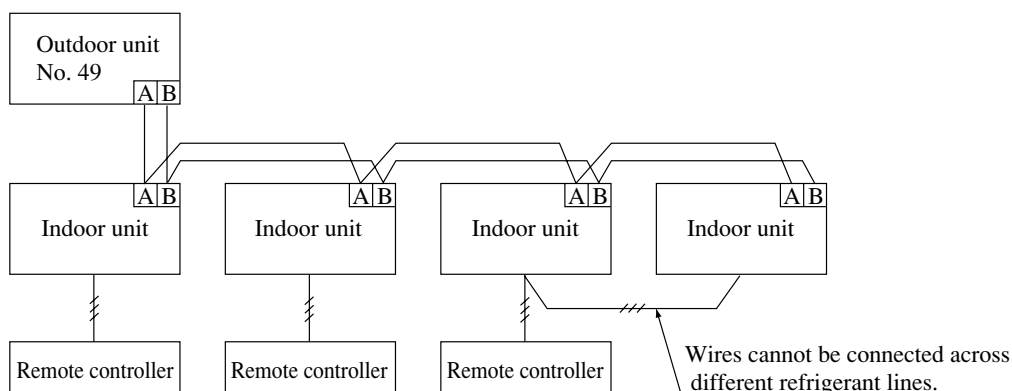 Outdoor unit
No. 49
A B
A B
A B
A B
A B
Indoor unit
Indoor unit
Indoor unit
Indoor unit
Remote controller
Remote controller
Remote controller
Wires cannot be connected across
different refrigerant lines.